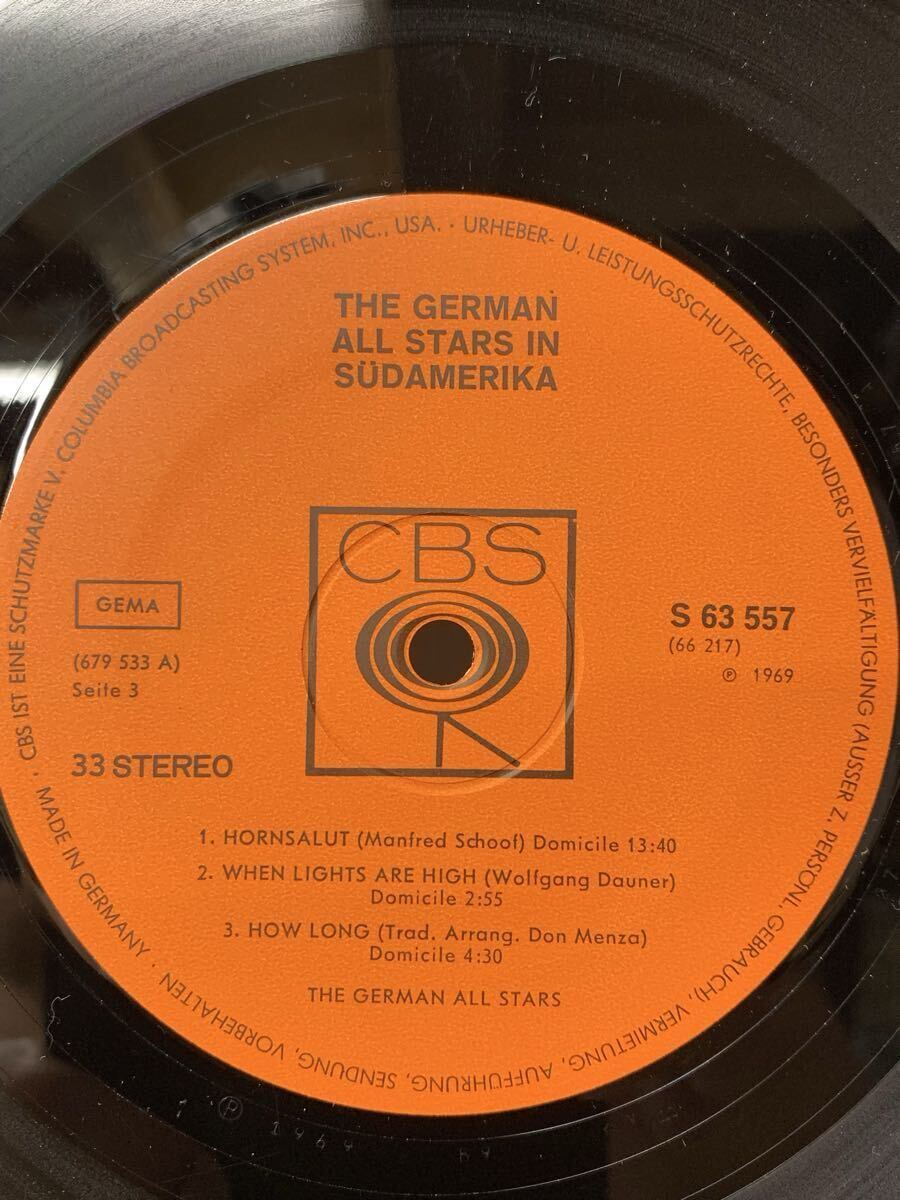 CBS IST EINE SCHUTZMARKE V. COLUMBIA BROADCASTING SYSTEM, INC., USA. · URHEBER- U. LEISTUNGSSCHUTZRECHTE, BESONDERS VERVIELFÄLTIGUNG (AUSSER Z. PERSÖNL. GEBRAUCH), VERMIETUNG, AUFFÜHRUNG, SENDUNG, VORBEHALTEN · MADE IN GERMANY ·
THE GERMAN
ALL STARS IN
SÜDAMERIKA
CBS
GEMA
(679 533 A)
Seite 3
33 STEREO
S 63 557
(66 217)
℗ 1969
1. HORNSALUT (Manfred Schoof) Domicile 13:40
2. WHEN LIGHTS ARE HIGH (Wolfgang Dauner)
Domicile 2:55
3. HOW LONG (Trad. Arrang. Don Menza)
Domicile 4:30
THE GERMAN ALL STARS
℗ 1969